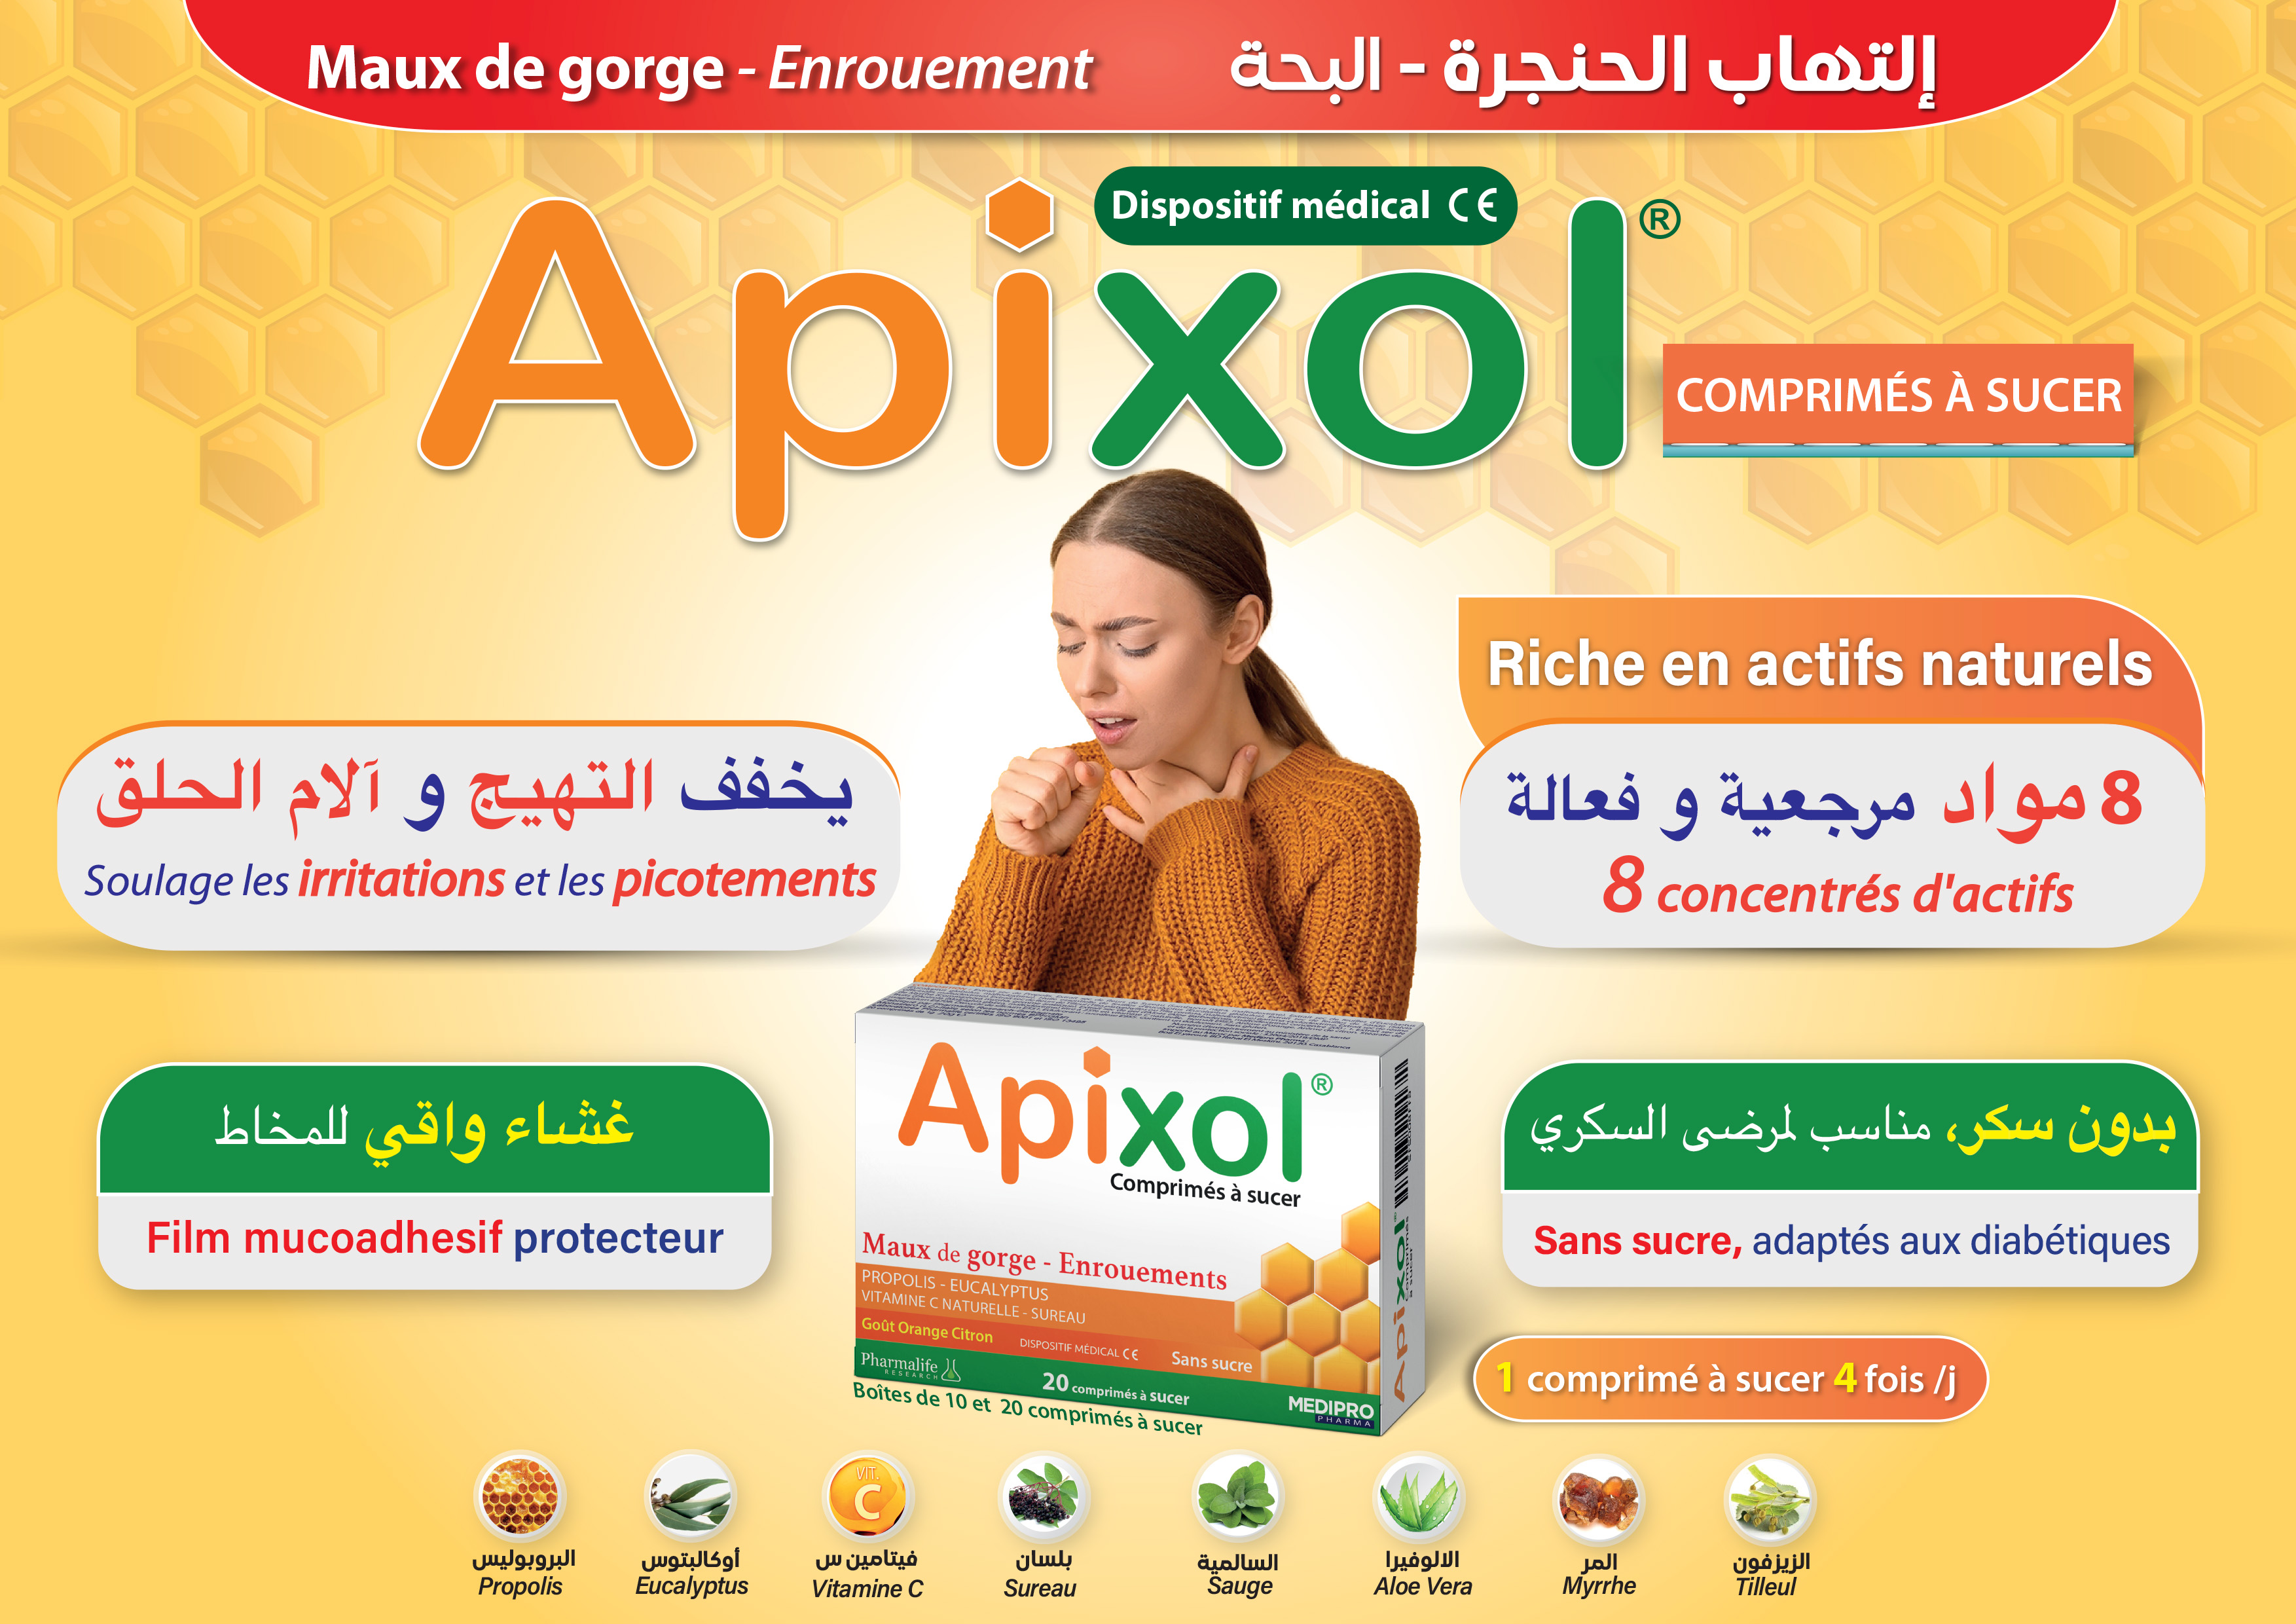 Maux de gorge - Enrouement
إلتهاب الحنجرة - البحة
Dispositif médical CE
Apixol®
COMPRIMÉS À SUCER
Riche en actifs naturels
يخفف التهيج و آلام الحلق
Soulage les irritations et les picotements
8 مواد مرجعية و فعالة
8 concentrés d'actifs
غشاء واقي للمخاط
Film mucoadhesif protecteur
بدون سكر، مناسب لمرضى السكري
Sans sucre, adaptés aux diabétiques
Apixol®
Comprimés à sucer
Maux de gorge - Enrouements
PROPOLIS - EUCALYPTUS
VITAMINE C NATURELLE - SUREAU
Goût Orange Citron
DISPOSITIF MÉDICAL CE
Sans sucre
Pharmalife
RESEARCH
20 comprimés à sucer
MEDIPRO
PHARMA
Apixol®
Boîtes de 10 et 20 comprimés à sucer
1 comprimé à sucer 4 fois /j
VIT.
C
البروبوليس
Propolis
أوكالبتوس
Eucalyptus
فيتامين س
Vitamine C
بلسان
Sureau
السالمية
Sauge
الالوفيرا
Aloe Vera
المر
Myrrhe
الزيزفون
Tilleul